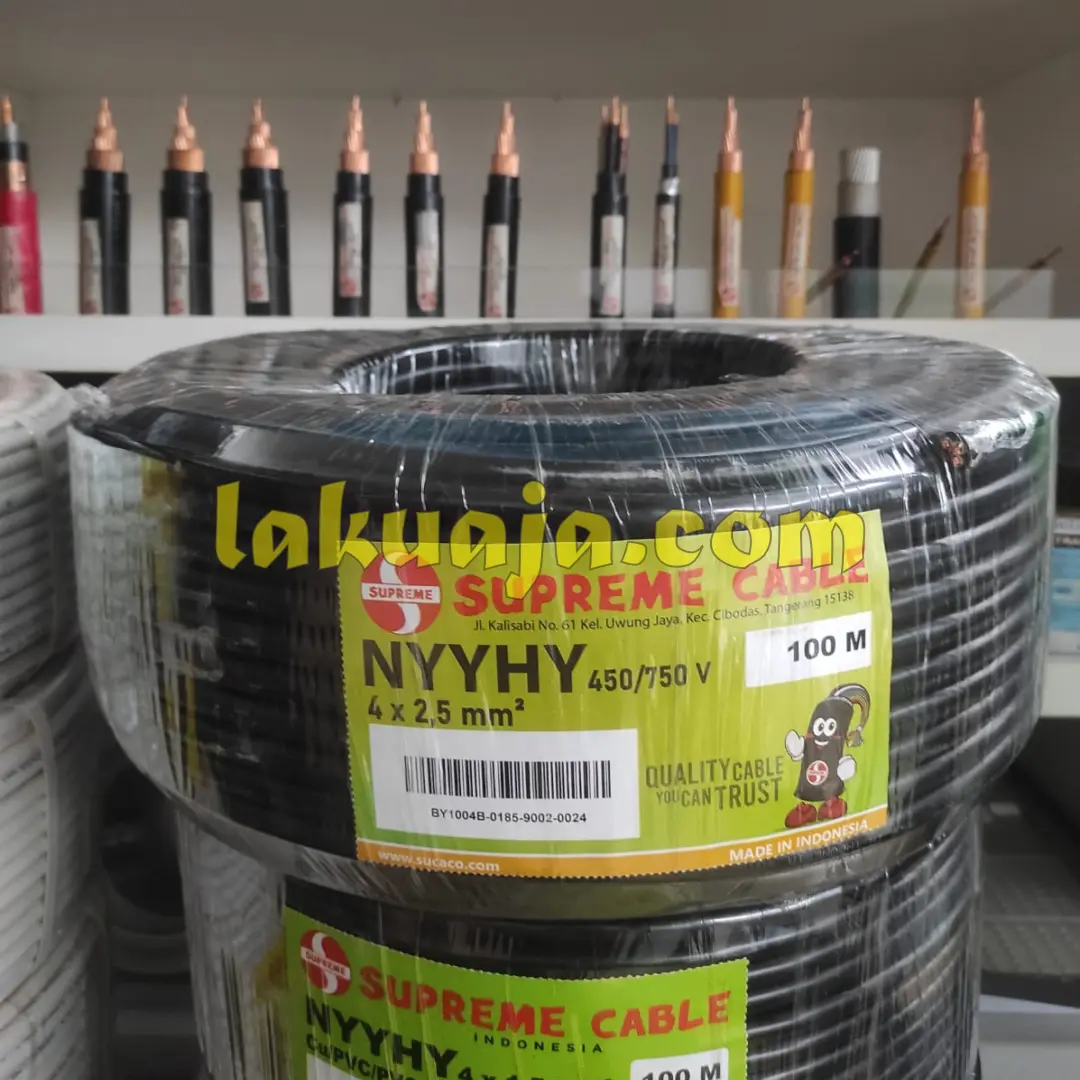 lakuaja.com
SUPREME
SUPREME CABLE
Jl. Kalisabi No. 61 Kel. Uwung Jaya, Kec. Cibodas, Tangerang 15138
NYYHY 450/750 V
100 M
4 x 2,5 mm²
BY1004B-0185-9002-0024
QUALITY CABLE
YOU CAN TRUST
www.sucaco.com
MADE IN INDONESIA
SUPREME
SUPREME CABLE
INDONESIA
NYYHY
100 M